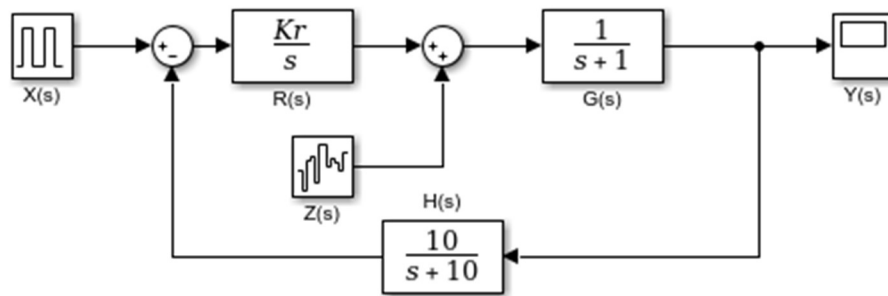 X(s)
+
−
Kr
s
R(s)
+
+
1
s + 1
G(s)
Y(s)
Z(s)
H(s)
10
s + 10